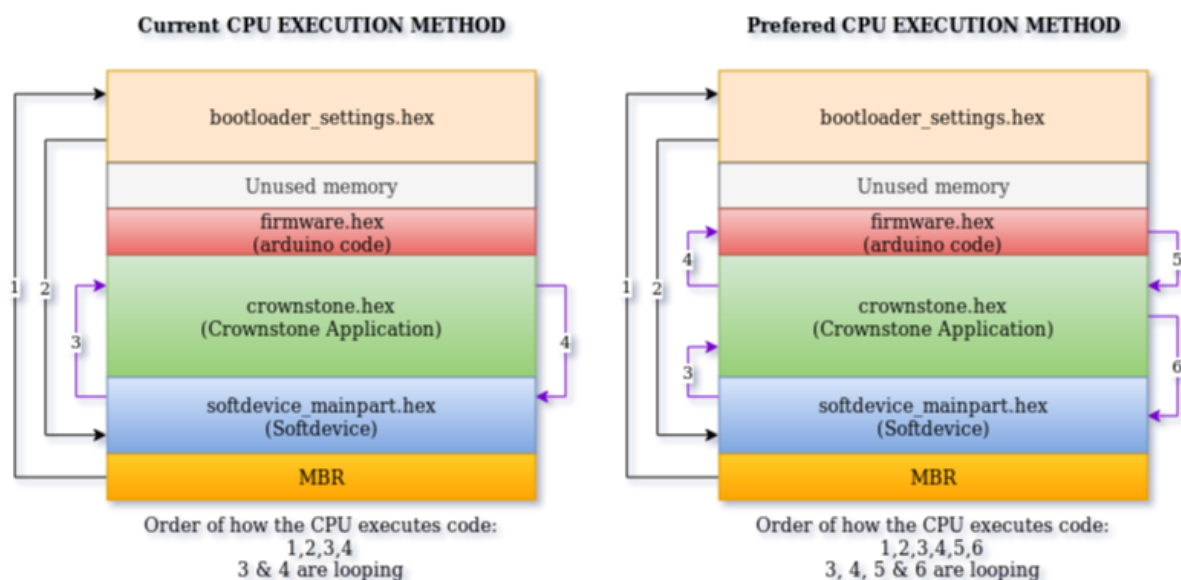 Current CPU EXECUTION METHOD
bootloader_settings.hex
Unused memory
firmware.hex
(arduino code)
crownstone.hex
(Crownstone Application)
softdevice_mainpart.hex
(Softdevice)
MBR
1
2
3
4
Order of how the CPU executes code:
1,2,3,4
3 & 4 are looping
Prefered CPU EXECUTION METHOD
bootloader_settings.hex
Unused memory
firmware.hex
(arduino code)
crownstone.hex
(Crownstone Application)
softdevice_mainpart.hex
(Softdevice)
MBR
1
2
4
3
5
6
Order of how the CPU executes code:
1,2,3,4,5,6
3, 4, 5 & 6 are looping